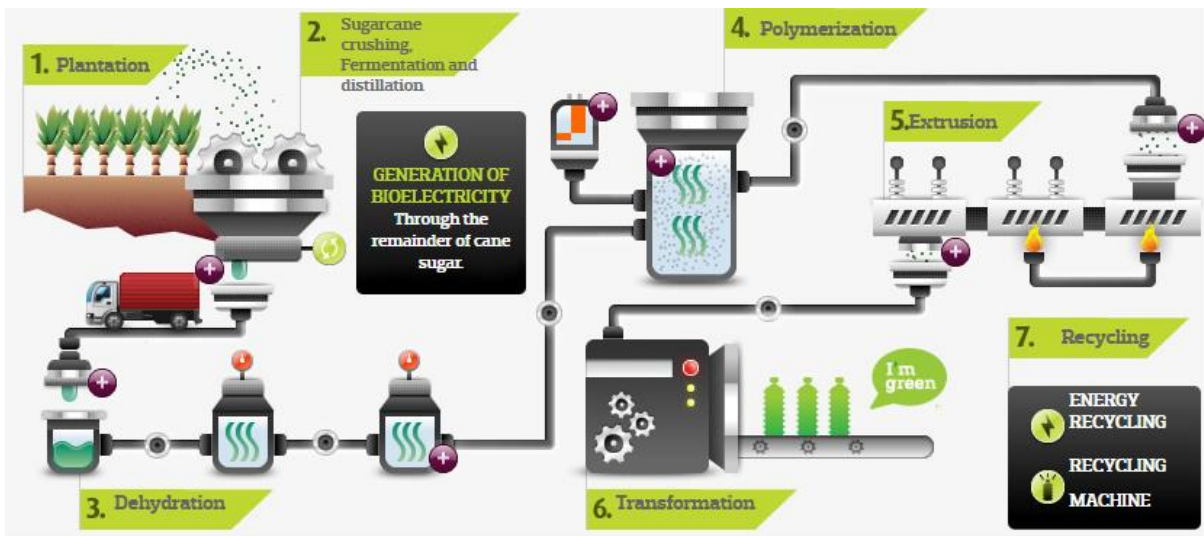 1. Plantation
2. Sugarcane
crushing,
Fermentation and
distillation
GENERATION OF
BIOELECTRICITY
Through the
remainder of cane
sugar.
3. Dehydration
4. Polymerization
5.Extrusion
6. Transformation
I'm
green
7. Recycling
ENERGY
RECYCLING
RECYCLING
MACHINE